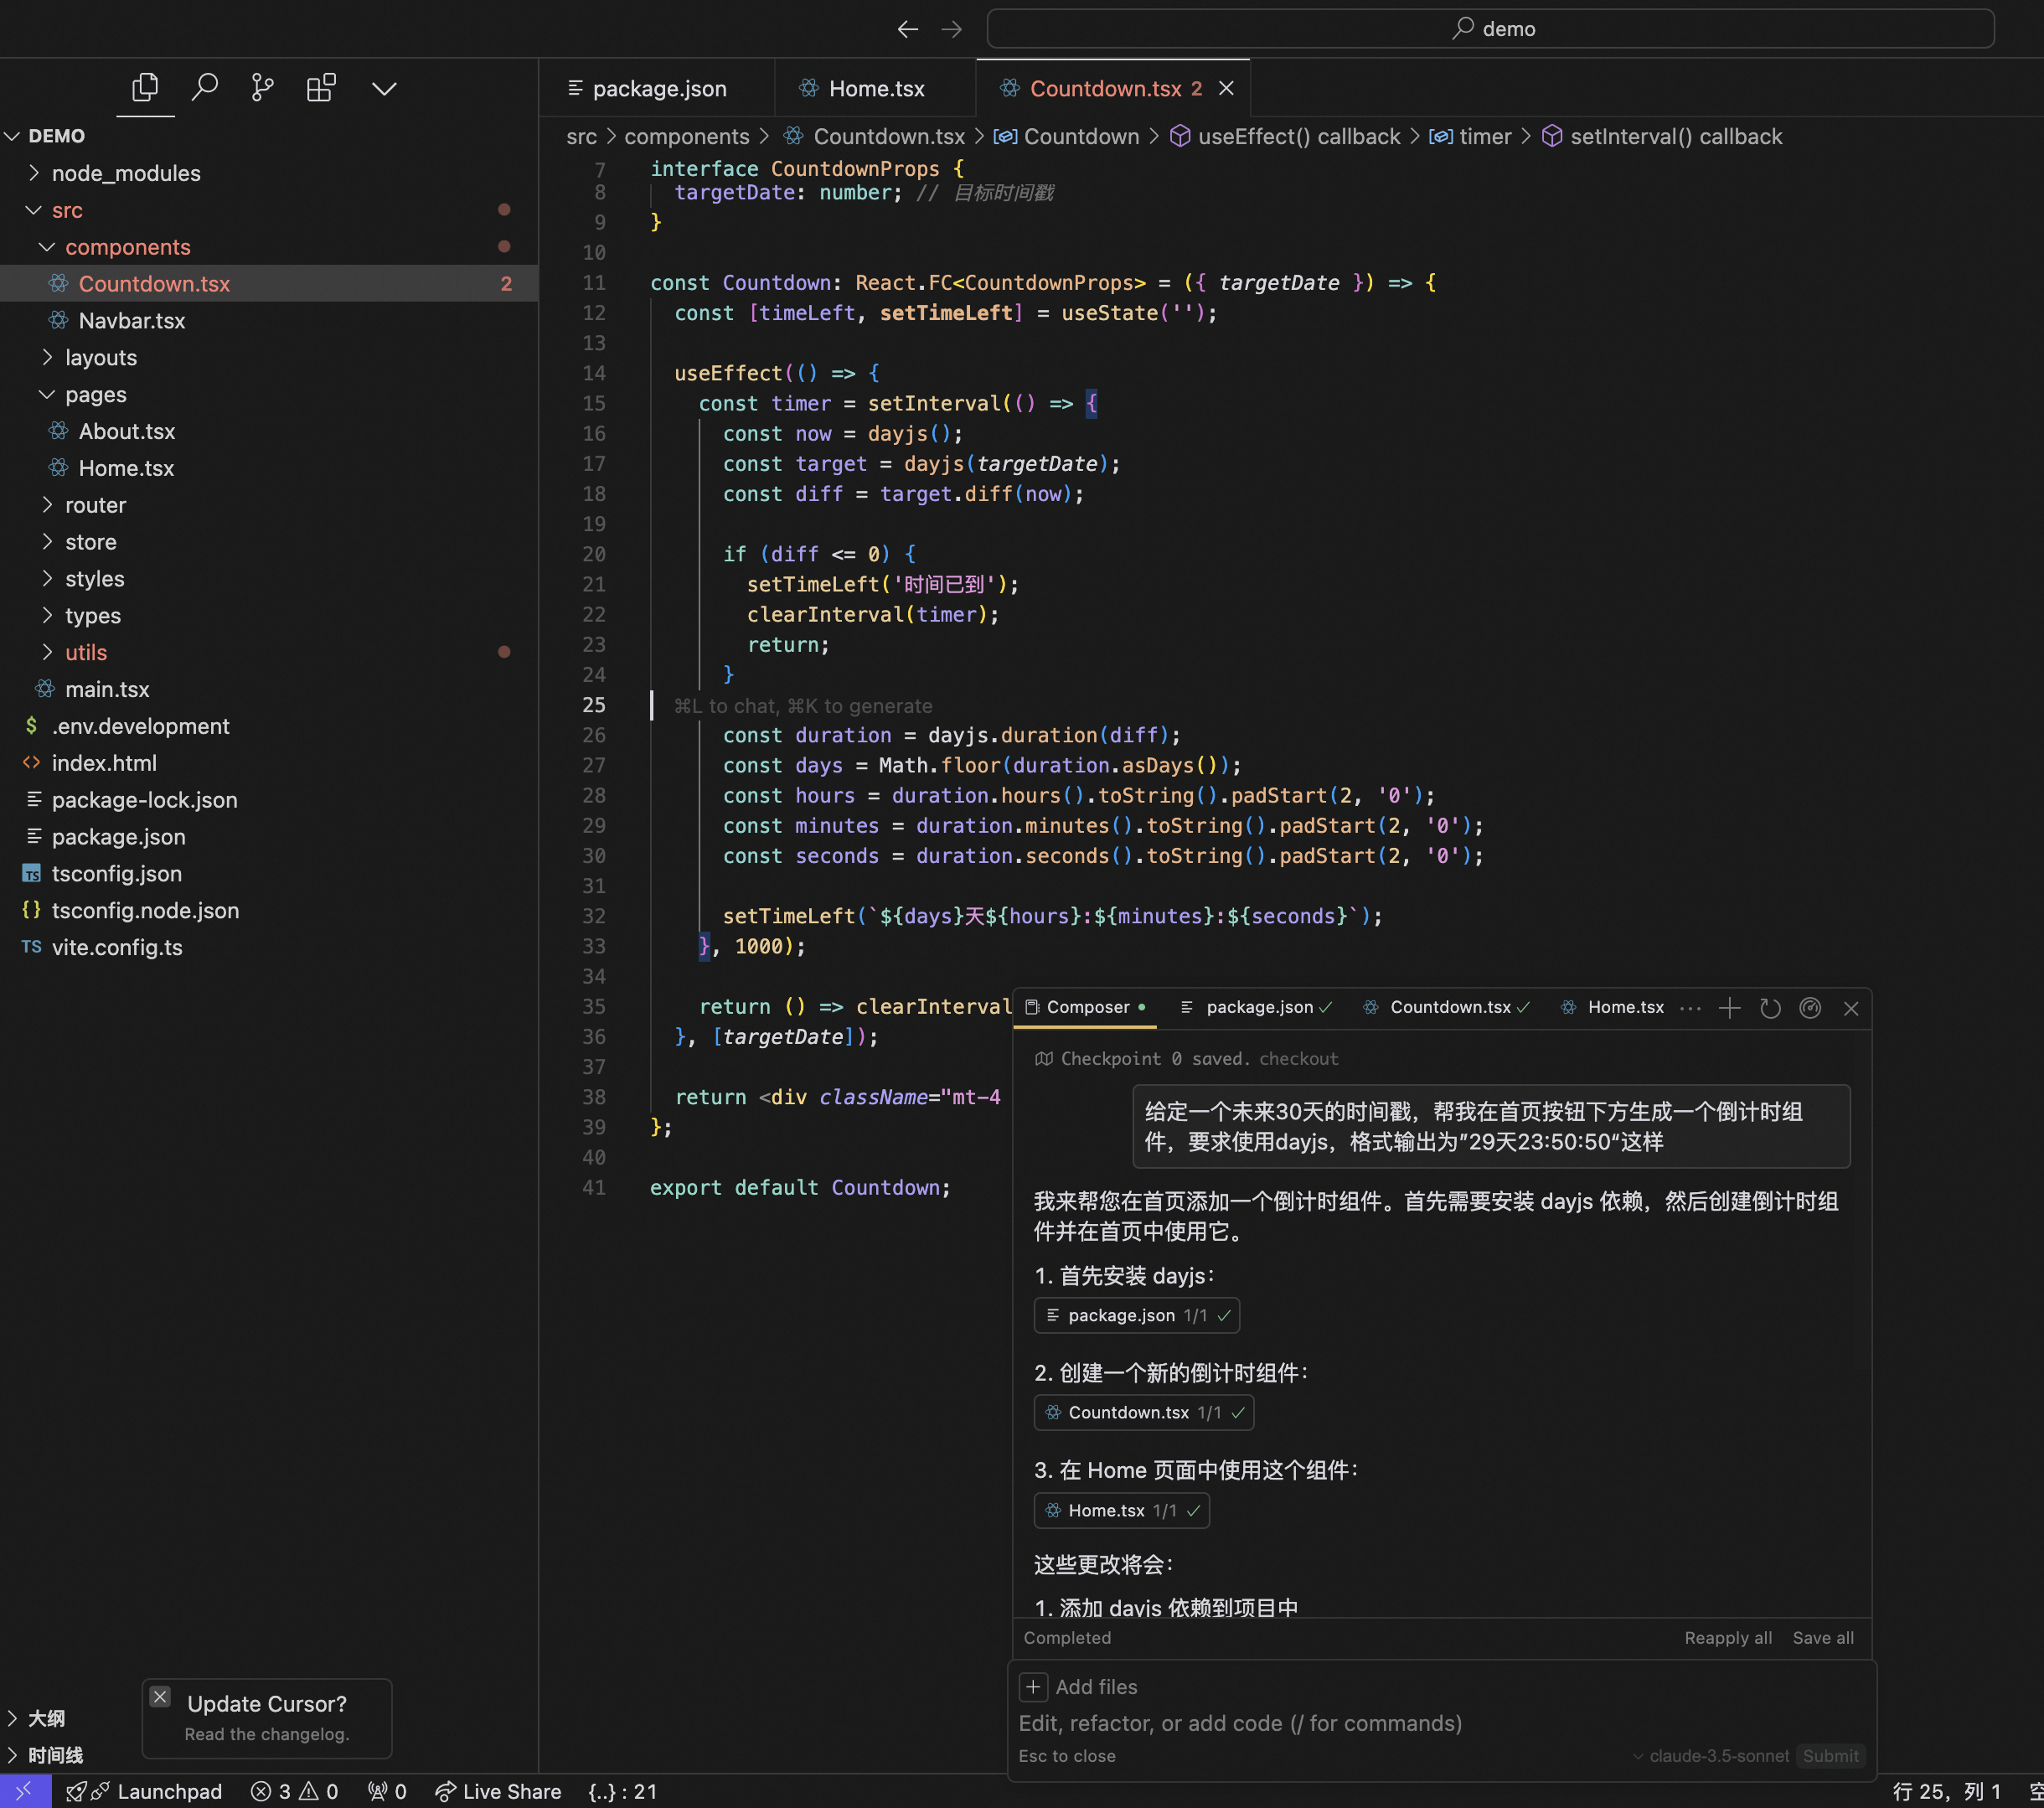 demo
package.json
Home.tsx
Countdown.tsx 2
DEMO
node_modules
src
components
Countdown.tsx 2
Navbar.tsx
layouts
pages
About.tsx
Home.tsx
router
store
styles
types
utils
main.tsx
$ .env.development
<> index.html
package-lock.json
package.json
TS tsconfig.json
{} tsconfig.node.json
TS vite.config.ts
大纲
时间线
Update Cursor?
Read the changelog.
src > components > Countdown.tsx > Countdown > useEffect() callback > timer > setInterval() callback
7 interface CountdownProps {
8 targetDate: number; // 目标时间戳
9 }
10
11 const Countdown: React.FC<CountdownProps> = ({ targetDate }) => {
12 const [timeLeft, setTimeLeft] = useState('');
13
14 useEffect(() => {
15 const timer = setInterval(() => {
16 const now = dayjs();
17 const target = dayjs(targetDate);
18 const diff = target.diff(now);
19
20 if (diff <= 0) {
21 setTimeLeft('时间已到');
22 clearInterval(timer);
23 return;
24 }
25 ⌘L to chat, ⌘K to generate
26 const duration = dayjs.duration(diff);
27 const days = Math.floor(duration.asDays());
28 const hours = duration.hours().toString().padStart(2, '0');
29 const minutes = duration.minutes().toString().padStart(2, '0');
30 const seconds = duration.seconds().toString().padStart(2, '0');
31
32 setTimeLeft(`${days}天${hours}:${minutes}:${seconds}`);
33 }, 1000);
34
35 return () => clearInterval
36 }, [targetDate]);
37
38 return <div className="mt-4
39 };
40
41 export default Countdown;
Composer package.json Countdown.tsx Home.tsx ...
Checkpoint 0 saved. checkout
给定一个未来30天的时间戳，帮我在首页按钮下方生成一个倒计时组
件，要求使用dayjs，格式输出为”29天23:50:50“这样
我来帮您在首页添加一个倒计时组件。首先需要安装 dayjs 依赖，然后创建倒计时组
件并在首页中使用它。
1. 首先安装 dayjs：
package.json 1/1
2. 创建一个新的倒计时组件：
Countdown.tsx 1/1
3. 在 Home 页面中使用这个组件：
Home.tsx 1/1
这些更改将会：
1. 添加 dayjs 依赖到项目中
Completed Reapply all Save all
Add files
Edit, refactor, or add code (/ for commands)
Esc to close claude-3.5-sonnet Submit
Launchpad 3 0 0 Live Share {..} : 21 行 25，列 1